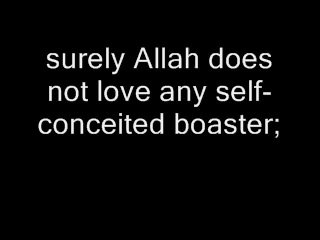 surely Allah does
not love any self-
conceited boaster;